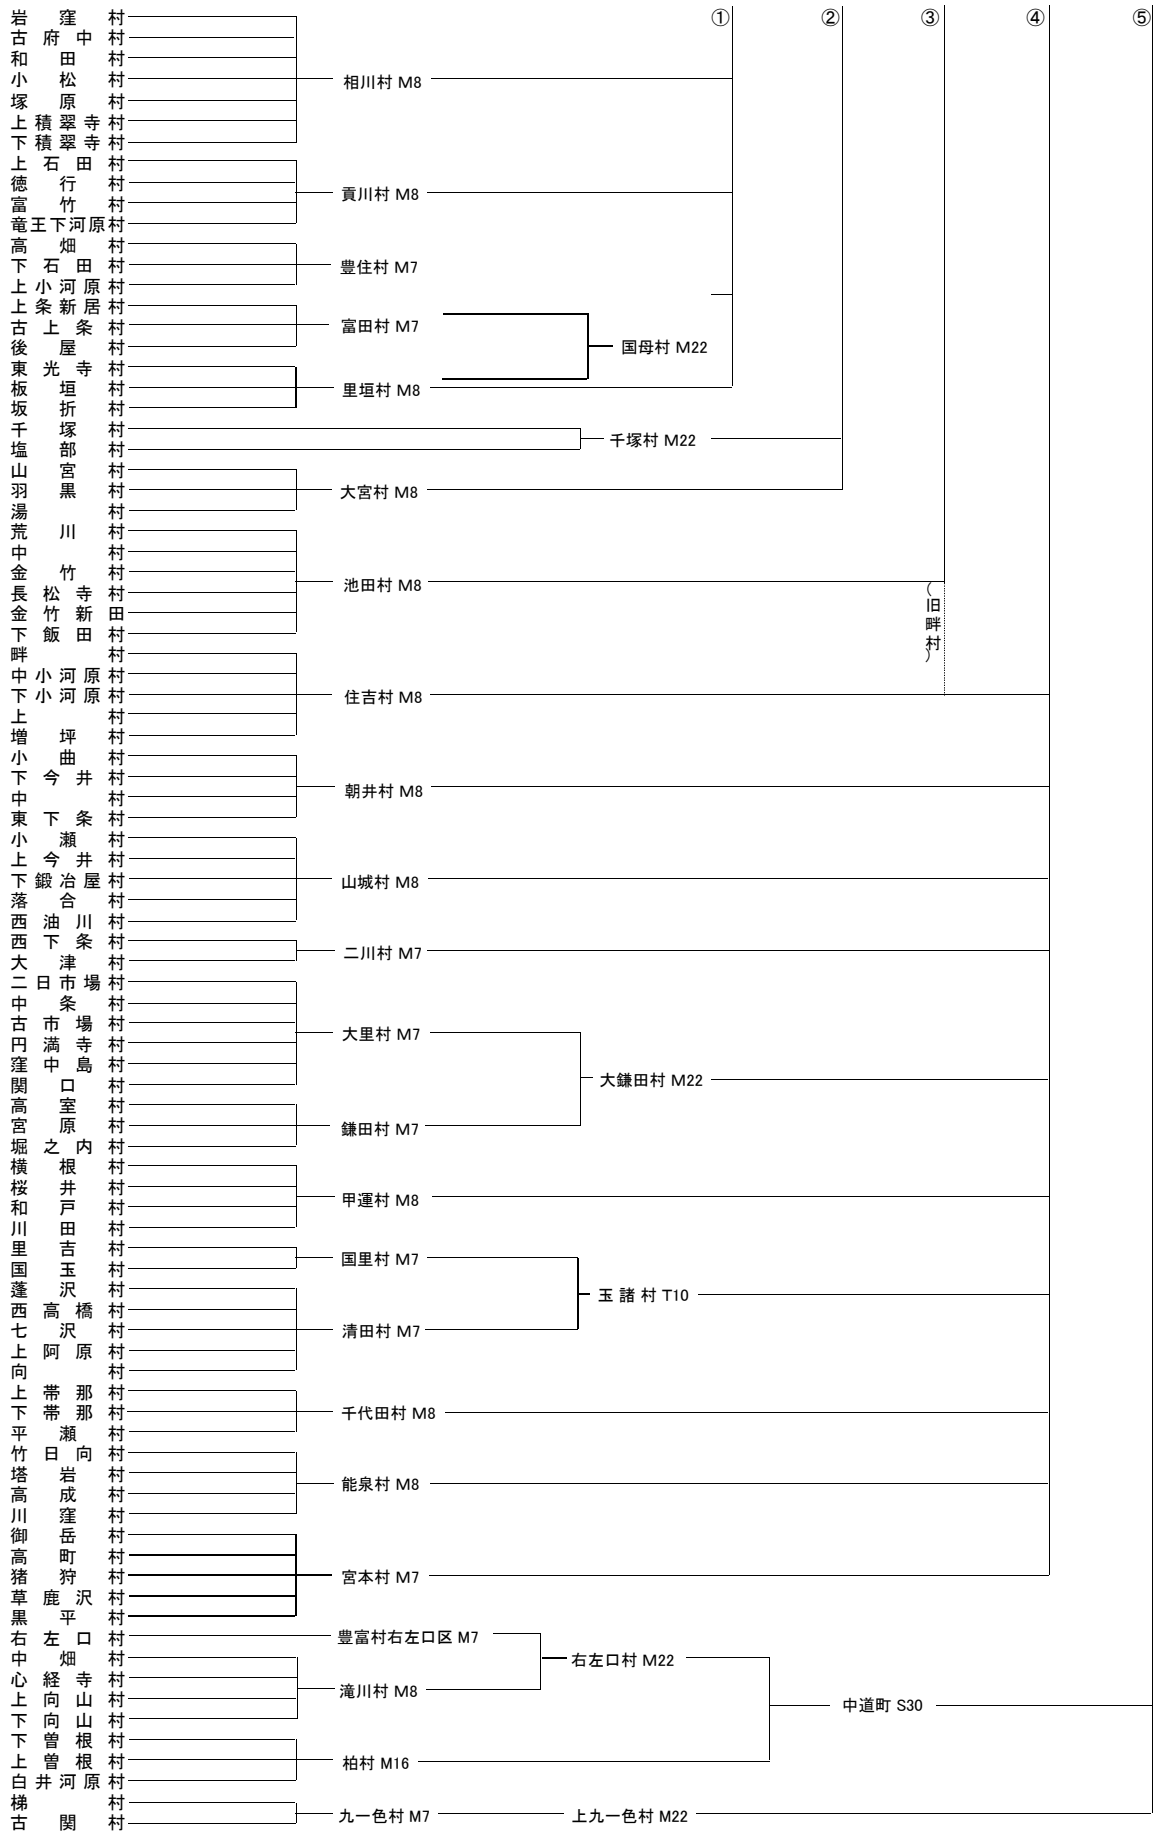 ① ② ③ ④ ⑤
岩窪村
古府中村
和田村
小松村
塚原村
上積翠寺村
下積翠寺村
相川村 M8
上石田村
徳行村
富竹村
竜王下河原村
貢川村 M8
高畑村
下石田村
上小河原村
豊住村 M7
上条新居村
古上条村
後屋村
富田村 M7
国母村 M22
東光寺村
板垣村
坂折村
里垣村 M8
千塚村
塩部村
千塚村 M22
山宮村
羽黒村
湯村
大宮村 M8
荒川村
中村
金竹村
長松寺村
金竹新田
下飯田村
池田村 M8
(旧畔村)
畔村
中小河原村
下小河原村
上村
増坪村
住吉村 M8
小曲村
下今井村
中村
東下条村
朝井村 M8
小瀬村
上今井村
下鍛冶屋村
落合村
西油川村
山城村 M8
西下条村
大津村
二川村 M7
二日市場村
中条村
古市場村
円満寺村
窪中島村
関口村
大里村 M7
大鎌田村 M22
高室村
宮原村
堀之内村
鎌田村 M7
横根村
桜井村
和戸村
川田村
甲運村 M8
里吉村
国玉村
国里村 M7
玉諸村 T10
蓬沢村
西高橋村
七沢村
上阿原村
向村
清田村 M7
上帯那村
下帯那村
平瀬村
千代田村 M8
竹日向村
塔岩村
高成村
川窪村
能泉村 M8
御岳村
高町村
猪狩村
草鹿沢村
黒平村
宮本村 M7
右左口村
豊富村右左口区 M7
右左口村 M22
中畑村
心経寺村
上向山村
下向山村
滝川村 M8
中道町 S30
下曽根村
上曽根村
白井河原村
柏村 M16
梯村
古関村
九一色村 M7
上九一色村 M22